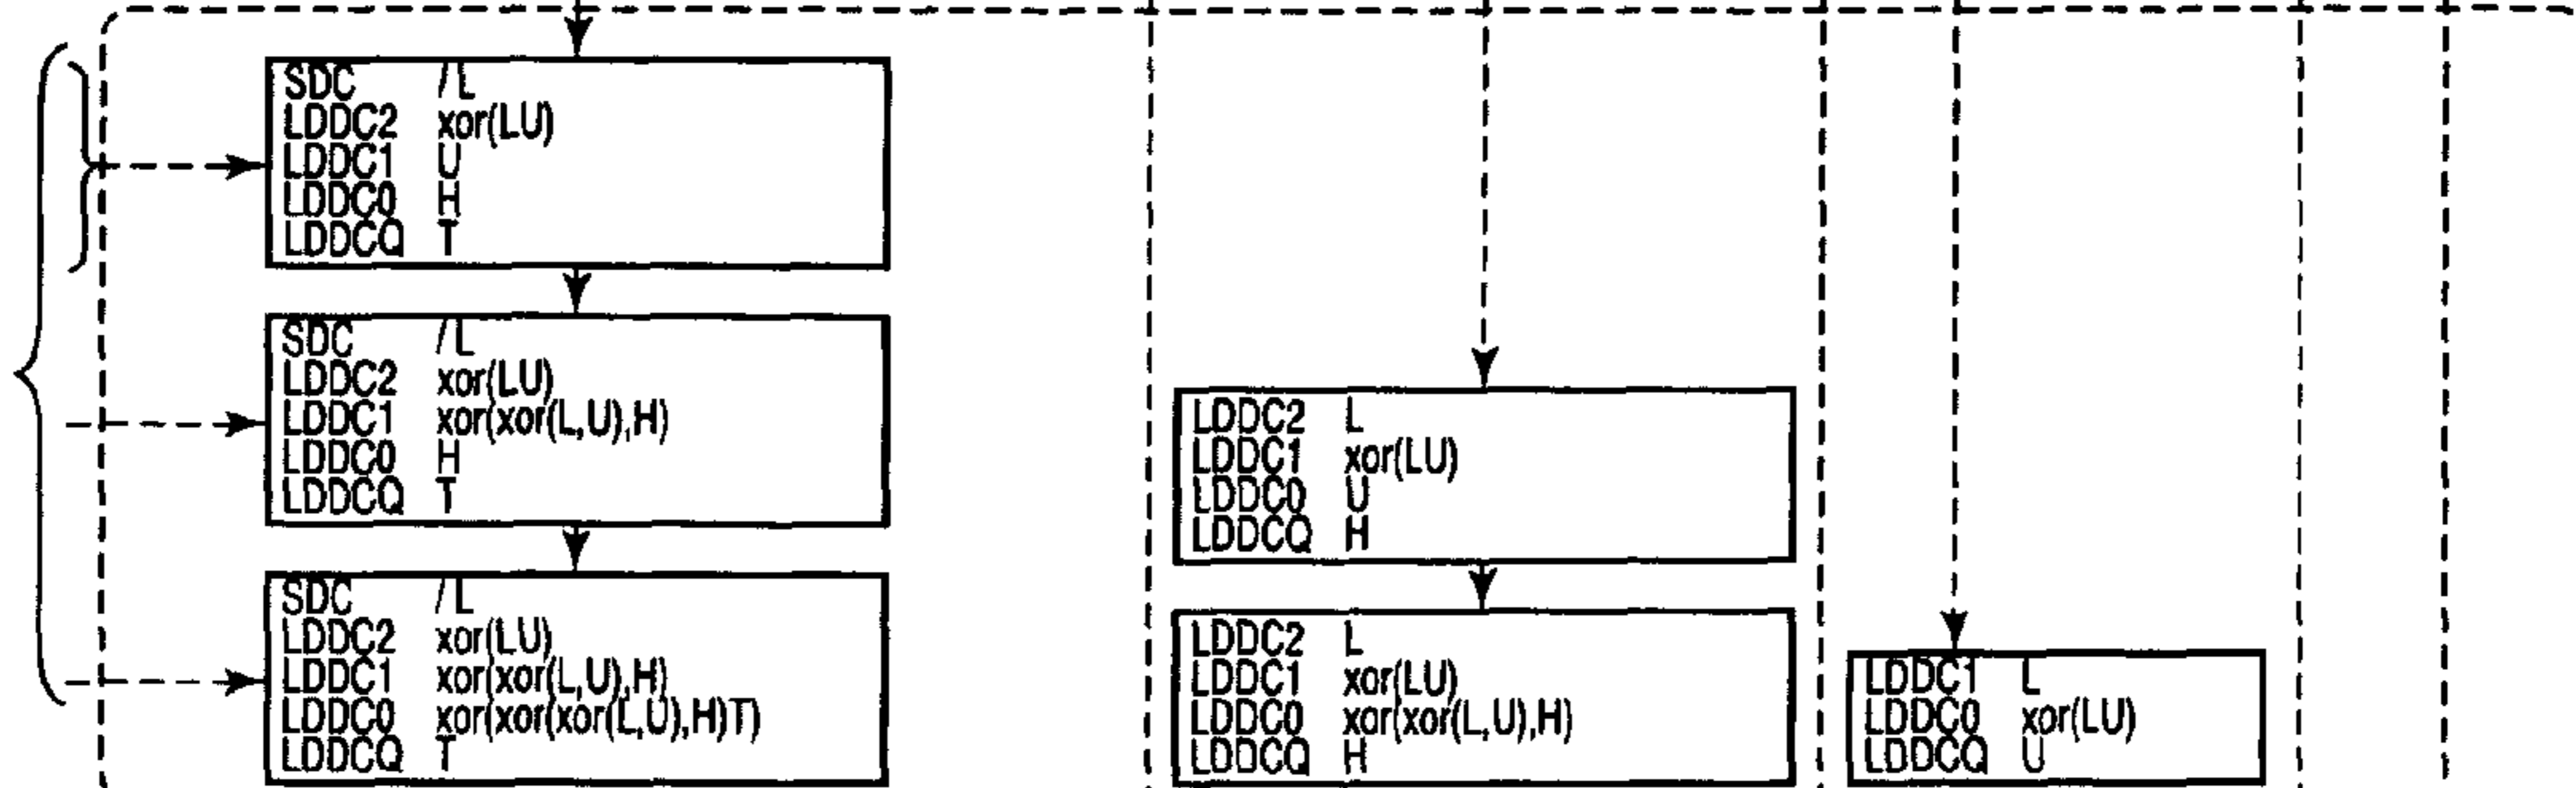 SDC /L
LDDC2 xor(LU)
LDDC1 U
LDDC0 H
LDDCQ T
SDC /L
LDDC2 xor(LU)
LDDC1 xor(xor(L,U),H)
LDDC0 H
LDDCQ T
SDC /L
LDDC2 xor(LU)
LDDC1 xor(xor(L,U),H)
LDDC0 xor(xor(xor(L,U),H)T)
LDDCQ T
LDDC2 L
LDDC1 xor(LU)
LDDC0 U
LDDCQ H
LDDC2 L
LDDC1 xor(LU)
LDDC0 xor(xor(L,U),H)
LDDCQ H
LDDC1 L
LDDC0 xor(LU)
LDDCQ U